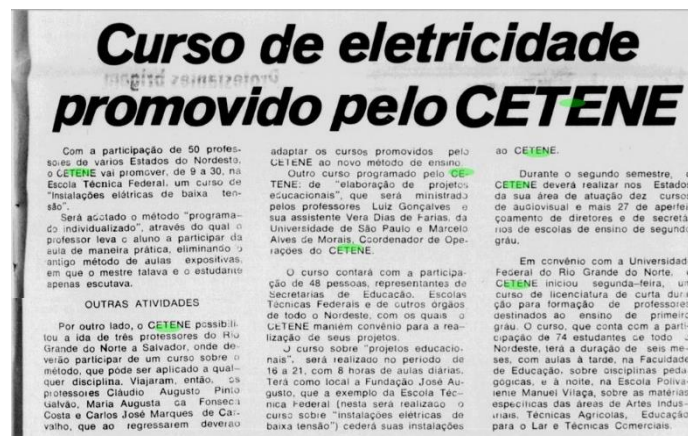 Curso de eletricidade
promovido pelo CETENE
Com a participação de 50 profes-
sores de vários Estados do Nordeste,
o CETENE vai promover, de 9 a 30, na
Escola Técnica Federal, um curso de
"Instalações elétricas de baixa ten-
são".
Será adotado o método "programa-
do individualizado", através do qual o
professor leva o aluno a participar da
aula de maneira prática, eliminando o
antigo método de aulas expositivas,
em que o mestre falava e o estudante
apenas escutava.
OUTRAS ATIVIDADES
Por outro lado, o CETENE possibili-
tou a ida de três professores do Rio
Grande do Norte a Salvador, onde de-
verão participar de um curso sobre o
método, que pode ser aplicado a qual-
quer disciplina. Viajaram, então, os
professores Cláudio Augusto Pinto
Galvão, Maria Augusta da Fonseca
Costa e Carlos José Marques de Car-
valho, que ao regressarem deverão
adaptar os cursos promovidos pelo
CETENE ao novo método de ensino.
Outro curso programado pelo CE-
TENE: de "elaboração de projetos
educacionais", que será ministrado
pelos professores Luiz Gonçalves e
sua assistente Vera Dias de Farias, da
Universidade de São Paulo e Marcelo
Alves de Morais, Coordenador de Ope-
rações do CETENE.
O curso contará com a participa-
ção de 48 pessoas, representantes de
Secretarias de Educação, Escolas
Técnicas Federais e de outros órgãos
de todo o Nordeste, com os quais o
CETENE mantém convênio para a rea-
lização de seus projetos.
O curso sobre "projetos educacio-
nais", será realizado no período de
16 a 21, com 8 horas de aulas diárias.
Terá como local a Fundação José Au-
gusto, que a exemplo da Escola Téc-
nica Federal (nesta será realizado o
curso sobre "instalações elétricas de
baixa tensão") cederá suas instalações
ao CETENE.
Durante o segundo semestre,
CETENE deverá realizar nos Estados
da sua área de atuação dez cursos
de audiovisual e mais 27 de aperfei-
çoamento de diretores e de secretá-
rios de escolas de ensino de segundo
gráu.
Em convênio com a Universidade
Federal do Rio Grande do Norte,
CETENE iniciou segunda-feira, um
curso de licenciatura de curta dura-
ção para formação de professores
destinados ao ensino de primeiro
gráu. O curso, que conta com a parti-
cipação de 74 estudantes de todo
Nordeste, terá a duração de seis me-
ses, com aulas à tarde, na Faculdade
de Educação, sobre disciplinas peda-
gógicas, e à noite, na Escola Poliva-
lente Manuel Vilaça, sobre as matérias
específicas das áreas de Artes Indus-
triais, Técnicas Agrícolas, Educação
para o Lar e Técnicas Comerciais.